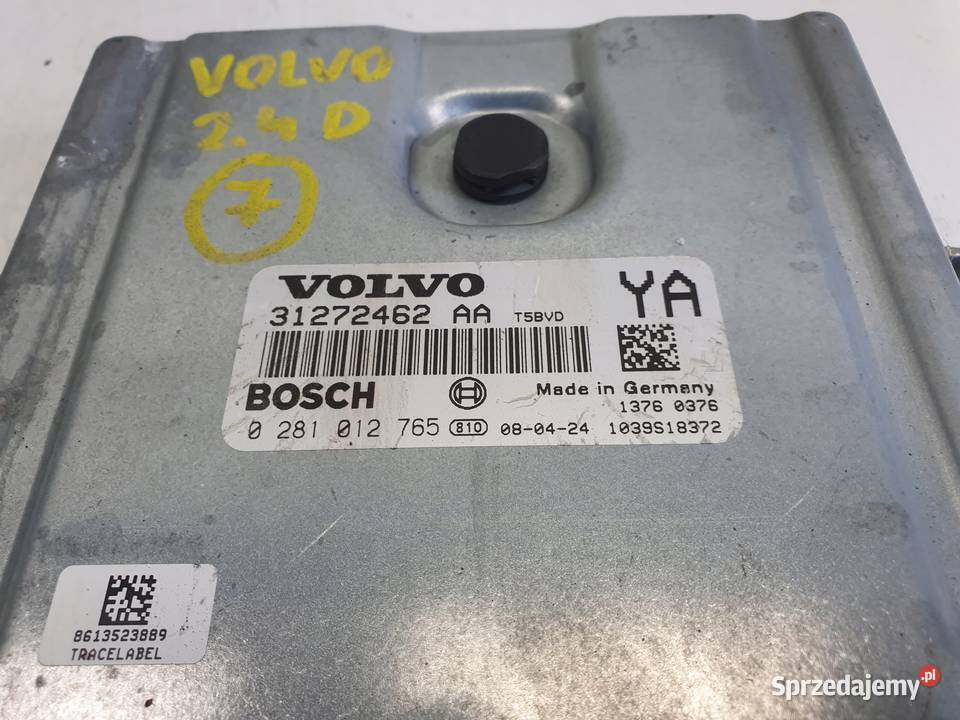 VOLVO
2.4 D
7
VOLVO
31272462 AA T5BVD
YA
BOSCH
Made in Germany
1376 0376
0 281 012 765 810 08-04-24 1039S18372
8613523889
TRACELABEL
Sprzedajemy.pl